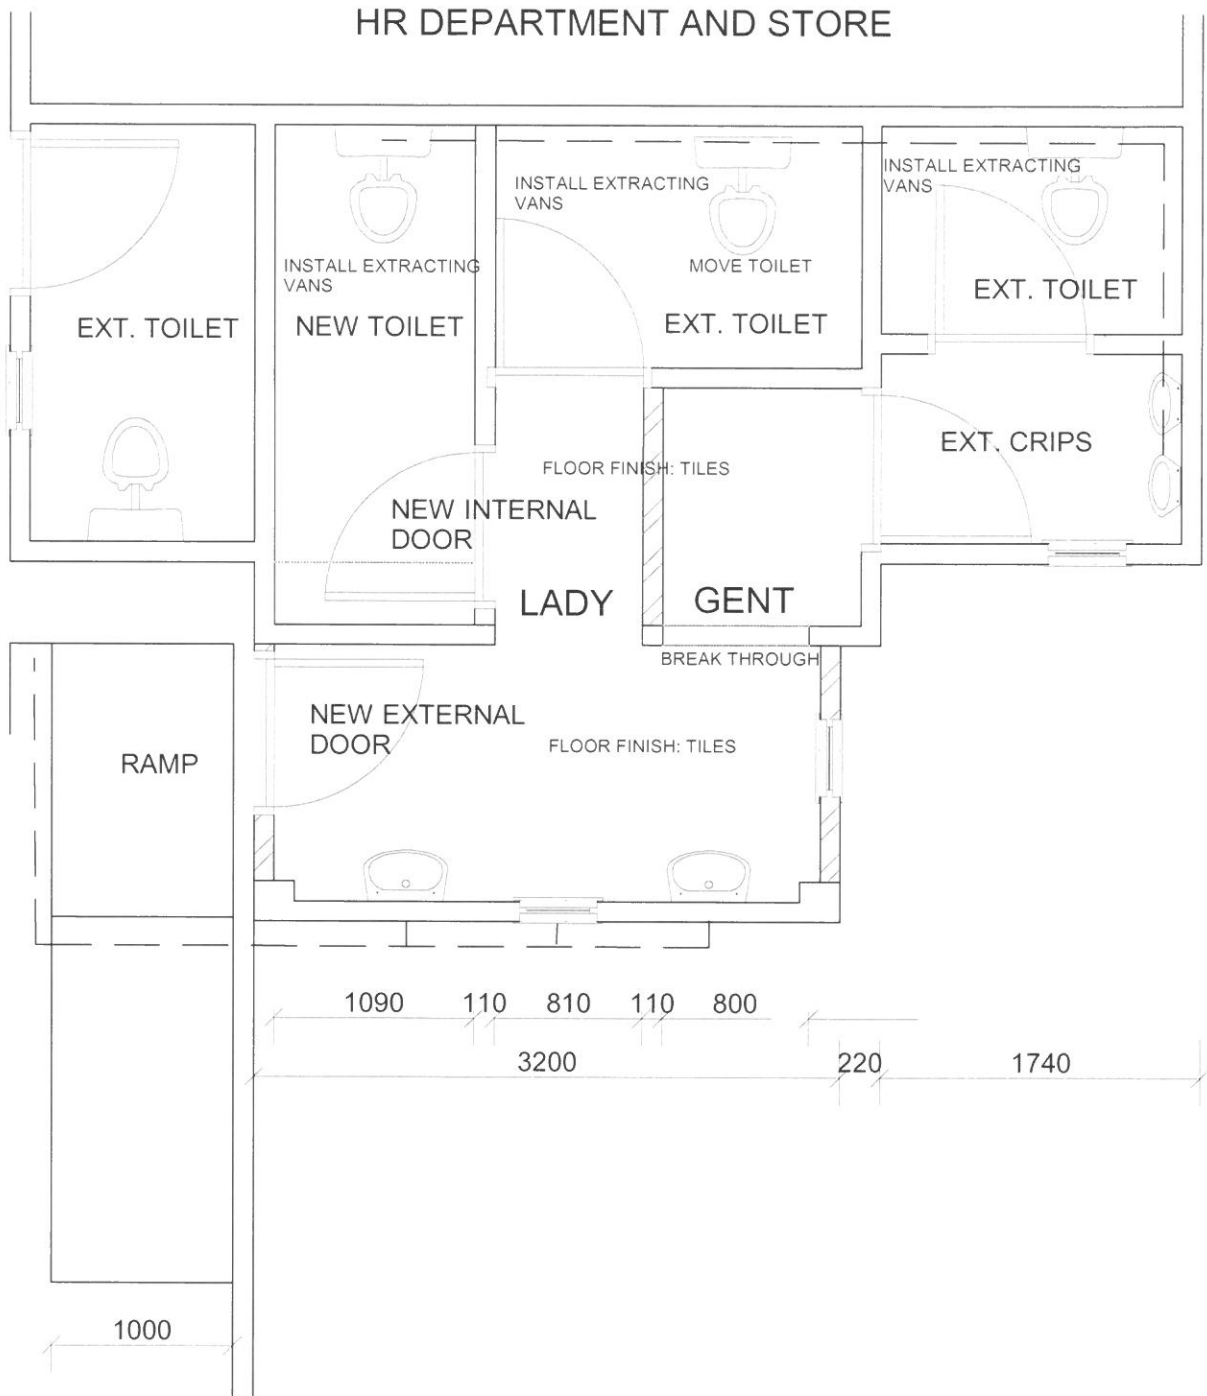 HR DEPARTMENT AND STORE
INSTALL EXTRACTING
VANS
INSTALL EXTRACTING
VANS
INSTALL EXTRACTING
VANS
MOVE TOILET
EXT. TOILET
EXT. TOILET
NEW TOILET
EXT. TOILET
EXT. CRIPS
FLOOR FINISH: TILES
NEW INTERNAL
DOOR
LADY
GENT
BREAK THROUGH
NEW EXTERNAL
DOOR
FLOOR FINISH: TILES
RAMP
1090 110 810 110 800
3200 220 1740
1000